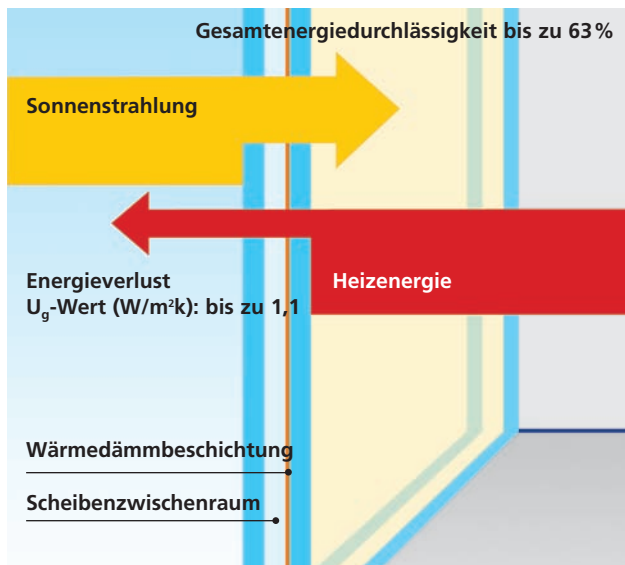 Gesamtenergiedurchlässigkeit bis zu 63 %
Sonnenstrahlung
Energieverlust
Heizenergie
Ug-Wert (W/m²k): bis zu 1,1
Wärmedämmbeschichtung
Scheibenzwischenraum